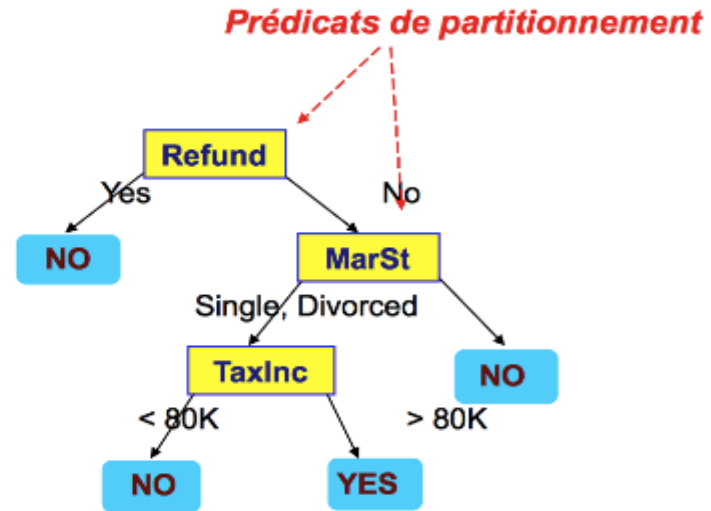 Prédicats de partitionnement
Refund
Yes
No
NO
MarSt
Single, Divorced
TaxInc
NO
< 80K
> 80K
NO
YES